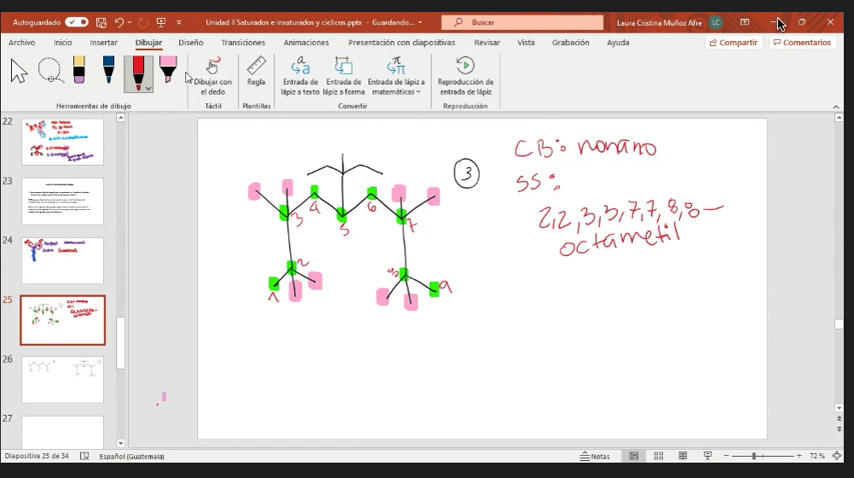 Autoguardado
Unidad II Saturados e insaturados y ciclicos.pptx - Guardando...
Buscar
Laura Cristina Muñoz Afre
LC
Archivo Inicio Insertar Dibujar Diseño Transiciones Animaciones Presentación con diapositivas Revisar Vista Grabación Ayuda
Compartir
Comentarios
Dibujar con el dedo
Regla
Entrada de lápiz a texto
Entrada de lápiz a forma
Entrada de lápiz a matemáticas
Reproducción de entrada de lápiz
Herramientas de dibujo
Táctil
Plantillas
Convertir
Reproducción
22
23
24
25
26
27
3
CB: nonano
SS:
2,2,3,3,7,7,8,8-
octametil
3 4 5 6 7
2 8
1 9
Diapositiva 25 de 34
Español (Guatemala)
Notas
72 %